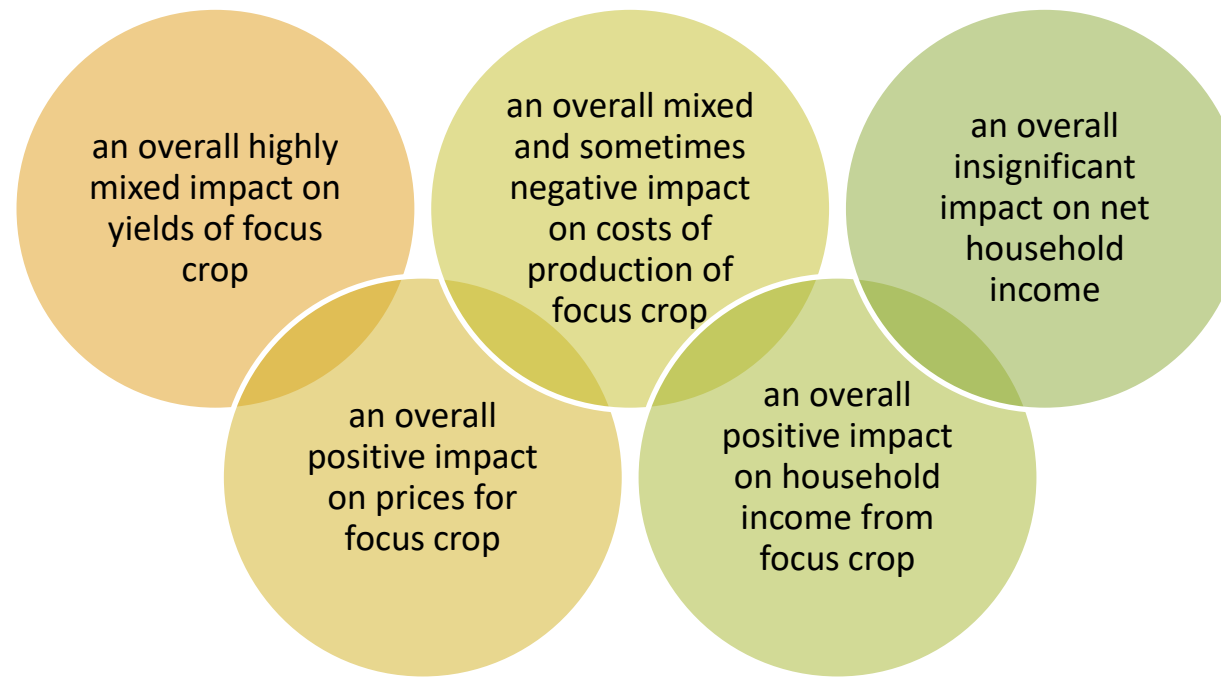 an overall highly
mixed impact on
yields of focus
crop
an overall
positive impact
on prices for
focus crop
an overall mixed
and sometimes
negative impact
on costs of
production of
focus crop
an overall
positive impact
on household
income from
focus crop
an overall
insignificant
impact on net
household
income